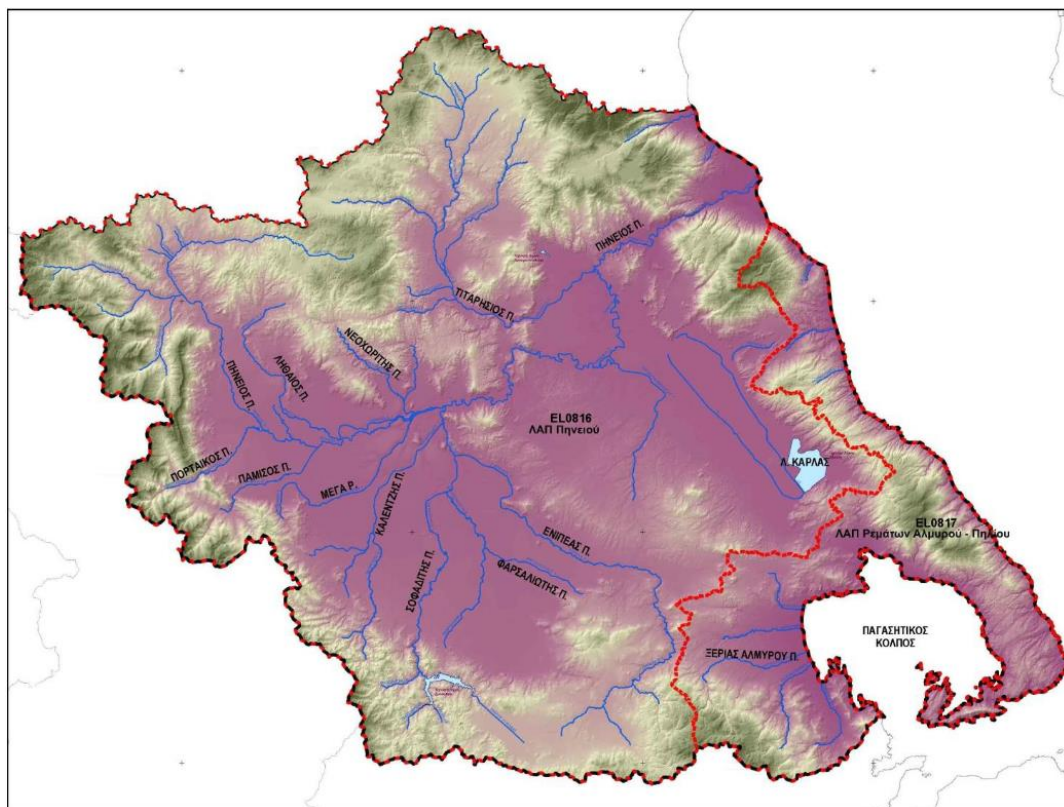 ΠΗΝΕΙΟΣ Π.
ΤΙΤΑΡΗΣΙΟΣ Π.
ΝΕΟΧΩΡΙΤΗΣ Π.
ΛΗΘΑΙΟΣ Π.
ΠΗΝΕΙΟΣ Π.
EL0816
ΛΑΠ Πηνειού
ΠΟΡΤΑΙΚΟΣ Π.
ΠΑΜΙΣΟΣ Π.
Λ. ΚΑΡΛΑΣ
ΜΕΓΑ Ρ.
ΚΑΛΕΝΤΖΗΣ Π.
EL0817
ΛΑΠ Ρεμάτων Αλμυρού - Πηλίου
ΕΝΙΠΕΑΣ Π.
ΦΑΡΣΑΛΙΩΤΗΣ Π.
ΣΟΦΑΔΙΤΗΣ Π.
ΠΑΓΑΣΗΤΙΚΟΣ
ΚΟΛΠΟΣ
ΞΕΡΙΑΣ ΑΛΜΥΡΟΥ Π.